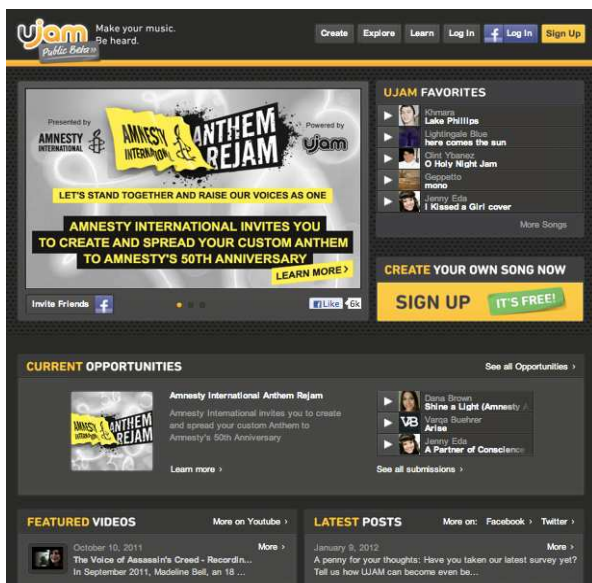 ujam
Public Beta
Make your music.
Be heard.
Create
Explore
Learn
Log In
f Log In
Sign Up
Presented by
AMNESTY
INTERNATIONAL
AMNESTY
INTERNATIONAL
ANTHEM
REJAM
Powered by
ujam
LET'S STAND TOGETHER AND RAISE OUR VOICES AS ONE
AMNESTY INTERNATIONAL INVITES YOU
TO CREATE AND SPREAD YOUR CUSTOM ANTHEM
TO AMNESTY'S 50TH ANNIVERSARY
LEARN MORE >
Invite Friends f
Like 6k
UJAM FAVORITES
Khmara
Lake Phillips
Lightingale Blue
here comes the sun
Clint Ybanez
O Holy Night Jam
Geppetto
mono
Jenny Eda
I Kissed a Girl cover
More Songs
CREATE YOUR OWN SONG NOW
SIGN UP IT'S FREE!
CURRENT OPPORTUNITIES
See all Opportunities ›
AMNESTY
INTERNATIONAL
ANTHEM
REJAM
Amnesty International Anthem Rejam
Amnesty International invites you to create
and spread your custom Anthem to
Amnesty's 50th Anniversary
Learn more ›
Dana Brown
Shine a Light (Amnesty A
VB
Varqa Buehrer
Arise
Jenny Eda
A Partner of Conscience
See all submissions ›
FEATURED VIDEOS
More on Youtube ›
October 10, 2011
More ›
The Voice of Assassin's Creed - Recordin...
In September 2011, Madeline Bell, an 18 ...
LATEST POSTS
More on: Facebook › Twitter ›
January 9, 2012
More ›
A penny for your thoughts: Have you taken our latest survey?
Tell us how UJAM can become even be...